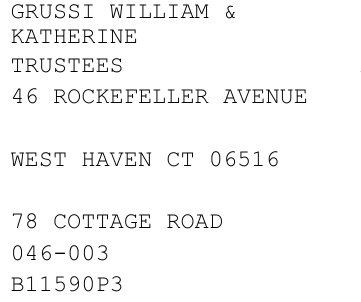 GRUSSI WILLIAM &
KATHERINE
TRUSTEES
46 ROCKEFELLER AVENUE
WEST HAVEN CT 06516
78 COTTAGE ROAD
046-003
B11590P3